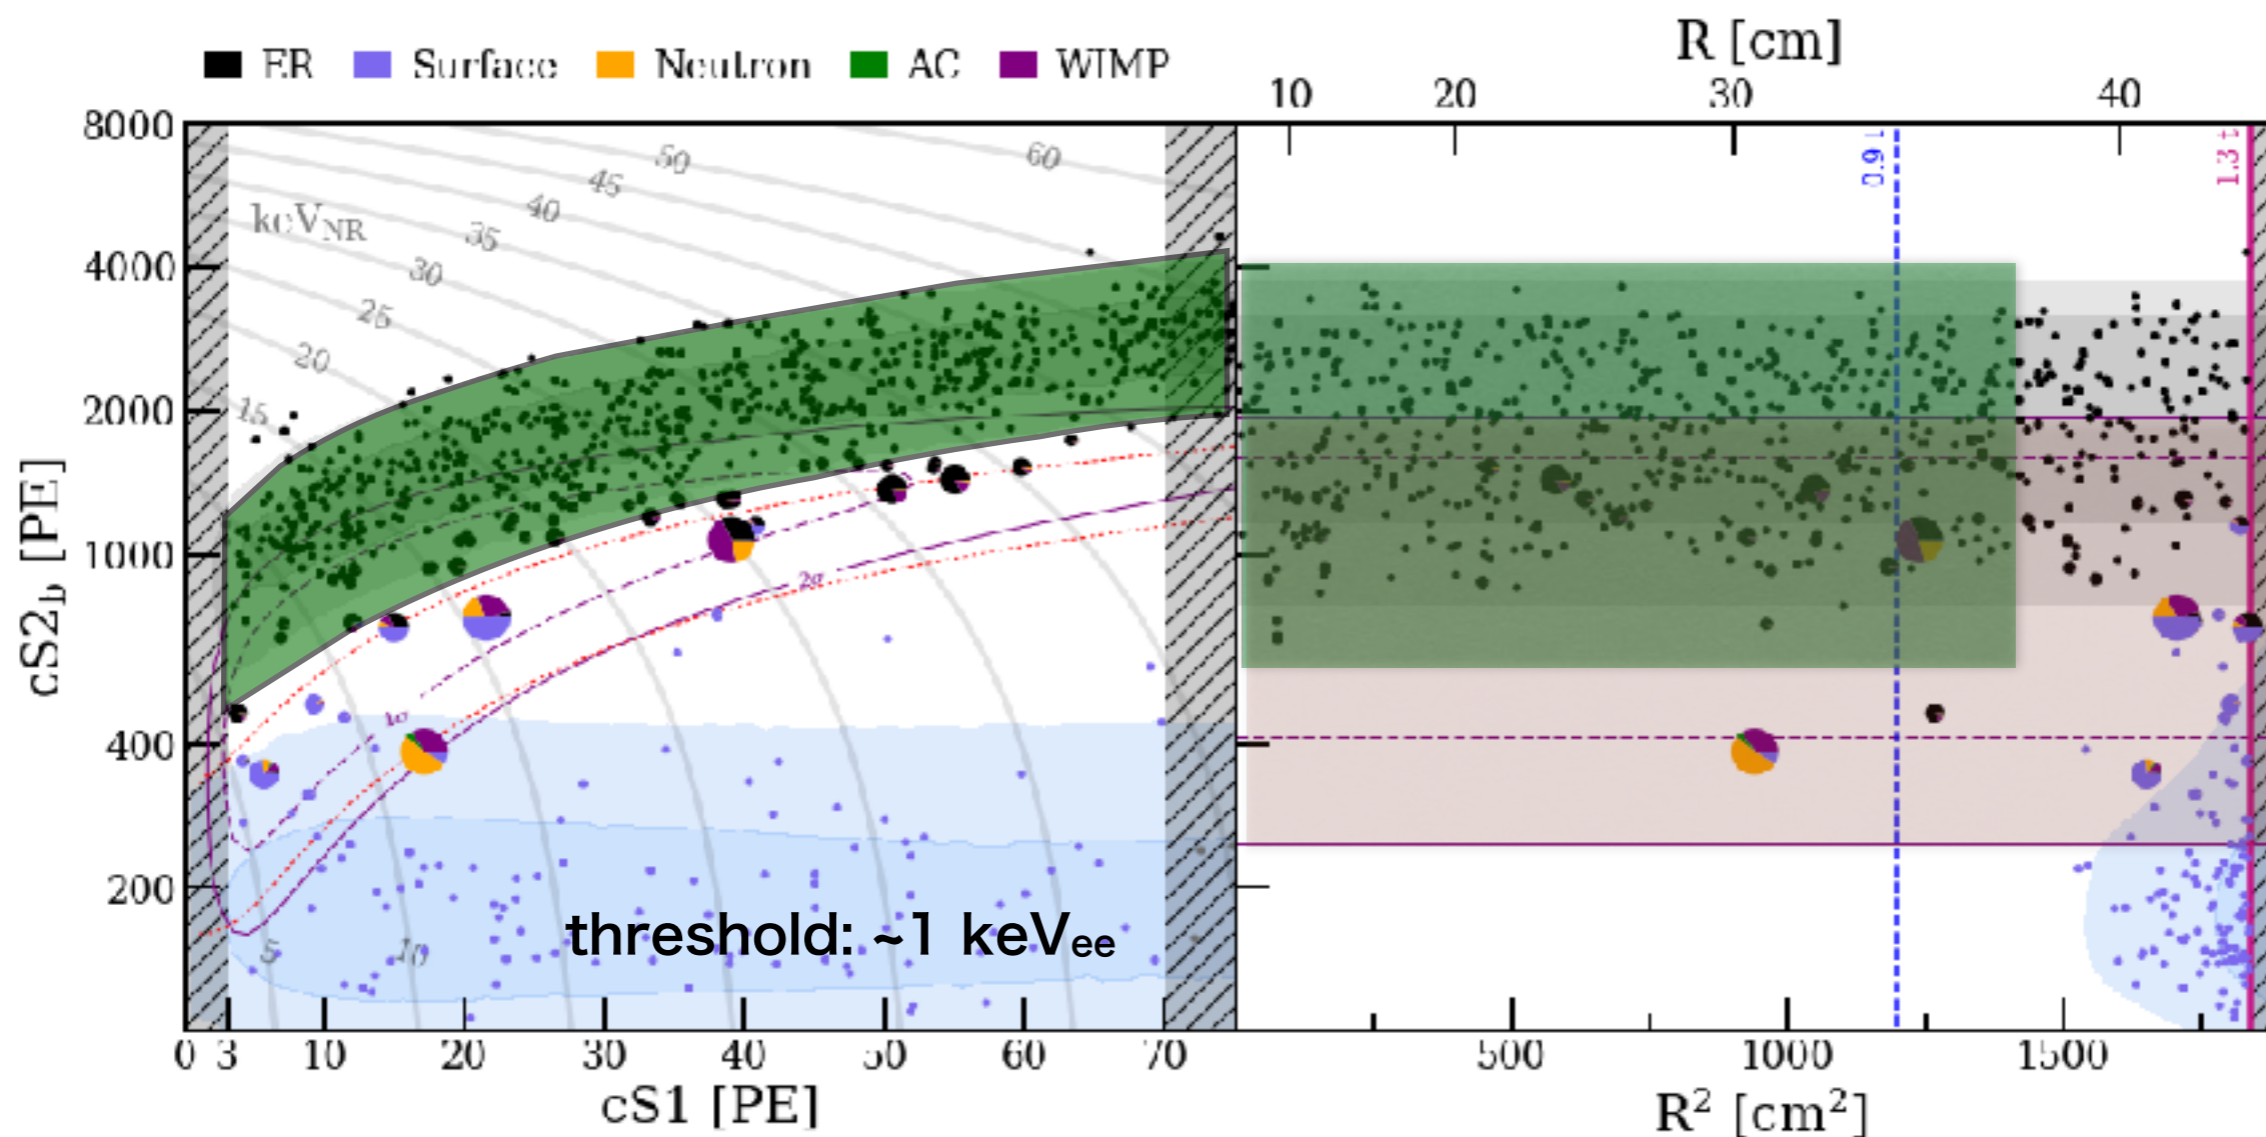 ER Surface Neutron AC WIMP
R [cm]
10 20 30 40
8000
4000
2000
1000
400
200
cS2b [PE]
keVNR
50
60
45
40
35
30
25
20
15
5
10
1σ
2σ
0.9 t
1.3 t
threshold: ~1 keVee
0 3 10 20 30 40 50 60 70
500 1000 1500
cS1 [PE]
R² [cm²]